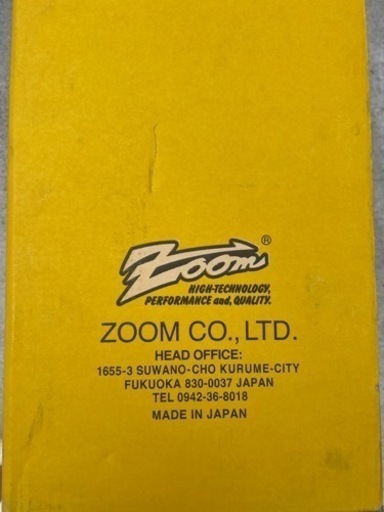 Zoom®
HIGH-TECHNOLOGY,
PERFORMANCE and, QUALITY.
ZOOM CO., LTD.
HEAD OFFICE:
1655-3 SUWANO-CHO KURUME-CITY
FUKUOKA 830-0037 JAPAN
TEL 0942-36-8018
MADE IN JAPAN